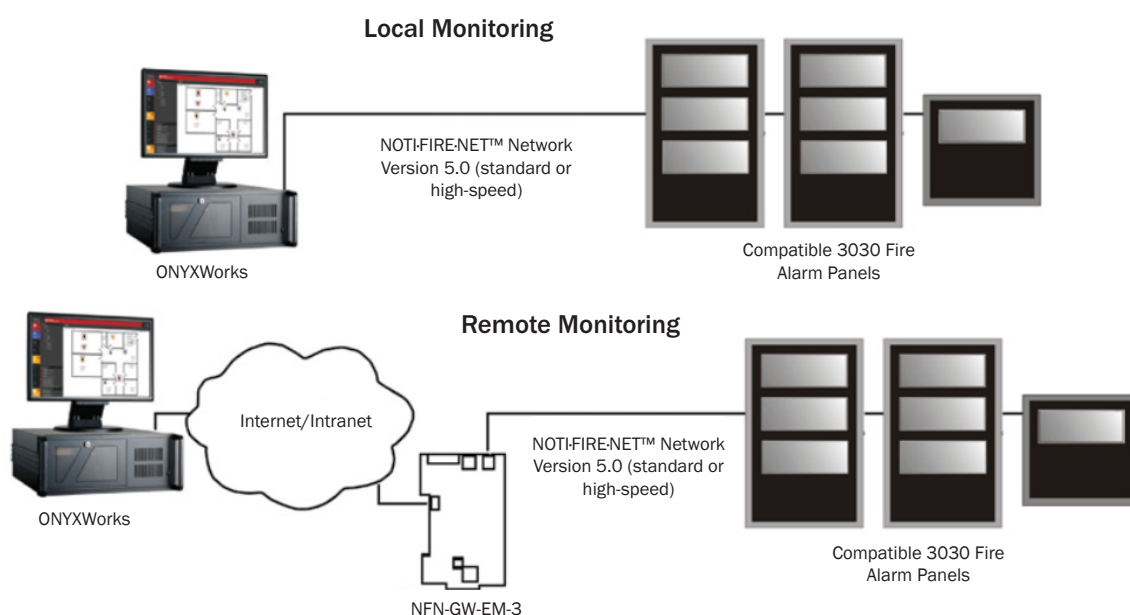 Local Monitoring
NOTI-FIRE-NET™ Network
Version 5.0 (standard or
high-speed)
ONYXWorks
Compatible 3030 Fire
Alarm Panels
Remote Monitoring
Internet/Intranet
NOTI-FIRE-NET™ Network
Version 5.0 (standard or
high-speed)
ONYXWorks
Compatible 3030 Fire
Alarm Panels
NFN-GW-EM-3